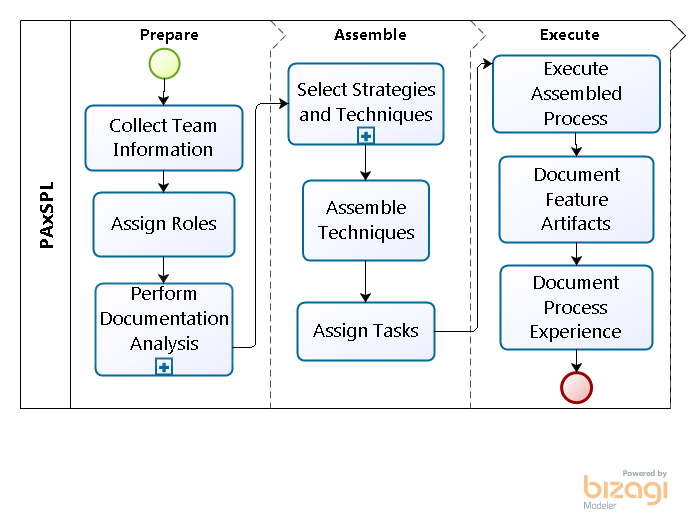 Prepare
Assemble
Execute
PAxSPL
Collect Team
Information
Assign Roles
Perform
Documentation
Analysis
Select Strategies
and Techniques
Assemble
Techniques
Assign Tasks
Execute
Assembled
Process
Document
Feature
Artifacts
Document
Process
Experience
Powered by
bizagi
Modeler